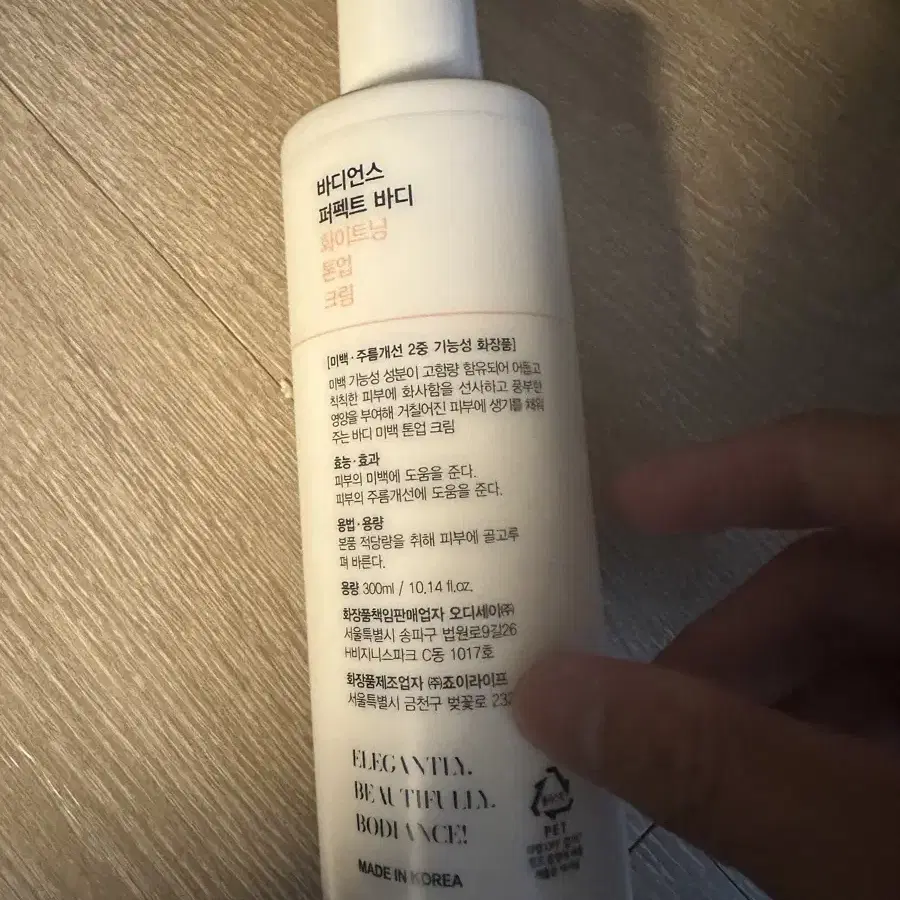 바디언스
퍼펙트 바디
화이트닝
톤업
크림
[미백·주름개선 2중 기능성 화장품]
미백 기능성 성분이 고함량 함유되어 어둡고
칙칙한 피부에 화사함을 선사하고 풍부한
영양을 부여해 거칠어진 피부에 생기를 채워
주는 바디 미백 톤업 크림
효능·효과
피부의 미백에 도움을 준다.
피부의 주름개선에 도움을 준다.
용법·용량
본품 적당량을 취해 피부에 골고루
펴 바른다.
용량 300ml / 10.14 fl.oz.
화장품책임판매업자 오디세이㈜
서울특별시 송파구 법원로9길26
H비지니스파크 C동 1017호
화장품제조업자 ㈜죠이라이프
서울특별시 금천구 벚꽃로 232
ELEGANTLY.
BEAUTIFULLY.
BODIANCE!
PET
MADE IN KOREA